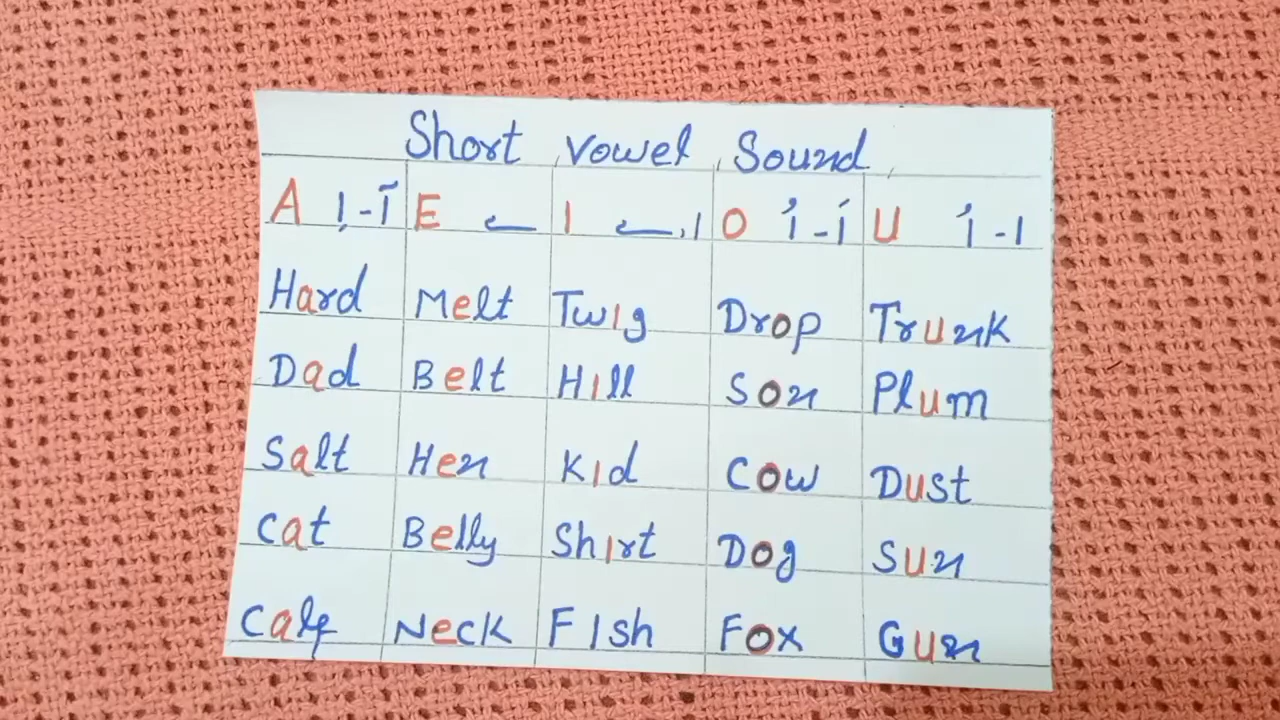 Short Vowel Sound
A اِ-آ E ے I اِے O اُ-اَ U اُ-ا
Hard Melt Twig Drop Trunk
Dad Belt Hill Son Plum
Salt Hen Kid Cow Dust
Cat Belly Shirt Dog Sun
Calf Neck Fish Fox Gun